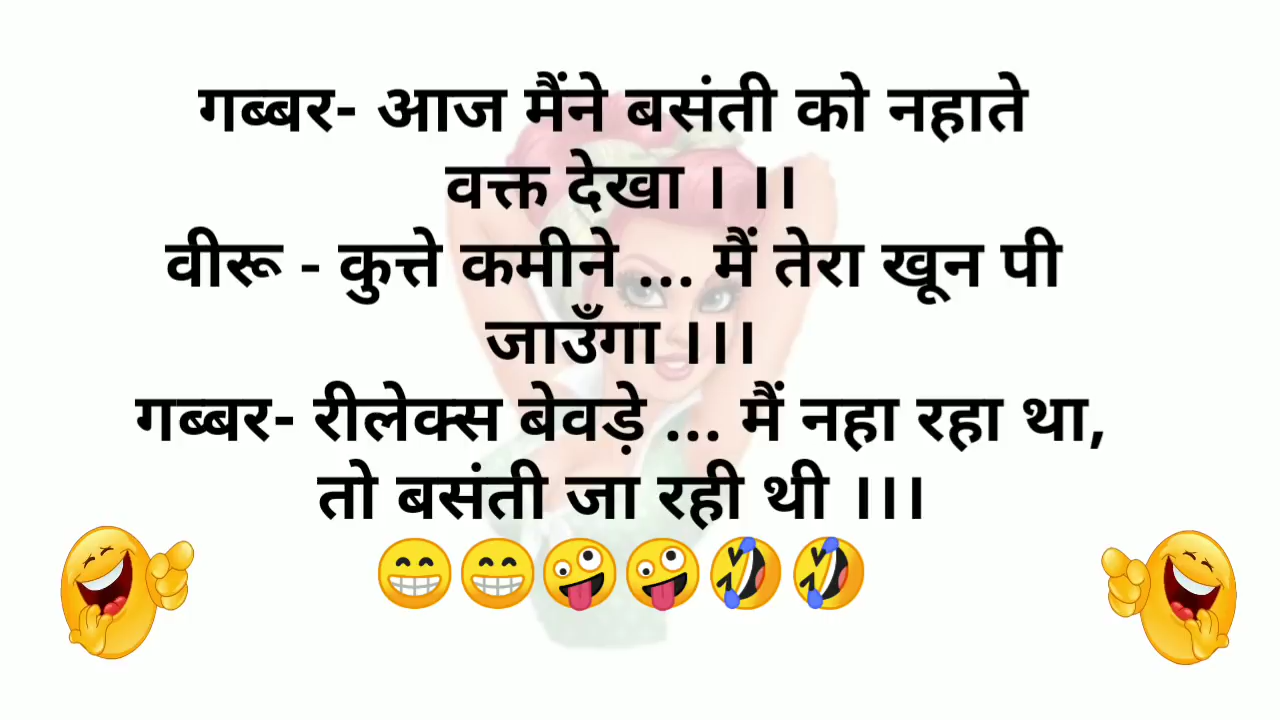 गब्बर- आज मैंने बसंती को नहाते
वक्त देखा । ।।
वीरू - कुत्ते कमीने ... मैं तेरा खून पी
जाउँगा ।।।
गब्बर- रीलेक्स बेवड़े ... मैं नहा रहा था,
तो बसंती जा रही थी ।।।
😁😁🤪🤪🤣🤣